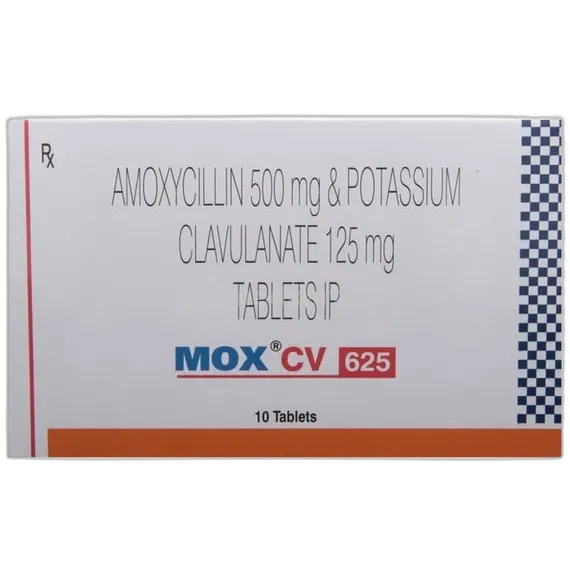 Rx
AMOXYCILLIN 500 mg & POTASSIUM
CLAVULANATE 125 mg
TABLETS IP
MOX® CV 625
10 Tablets